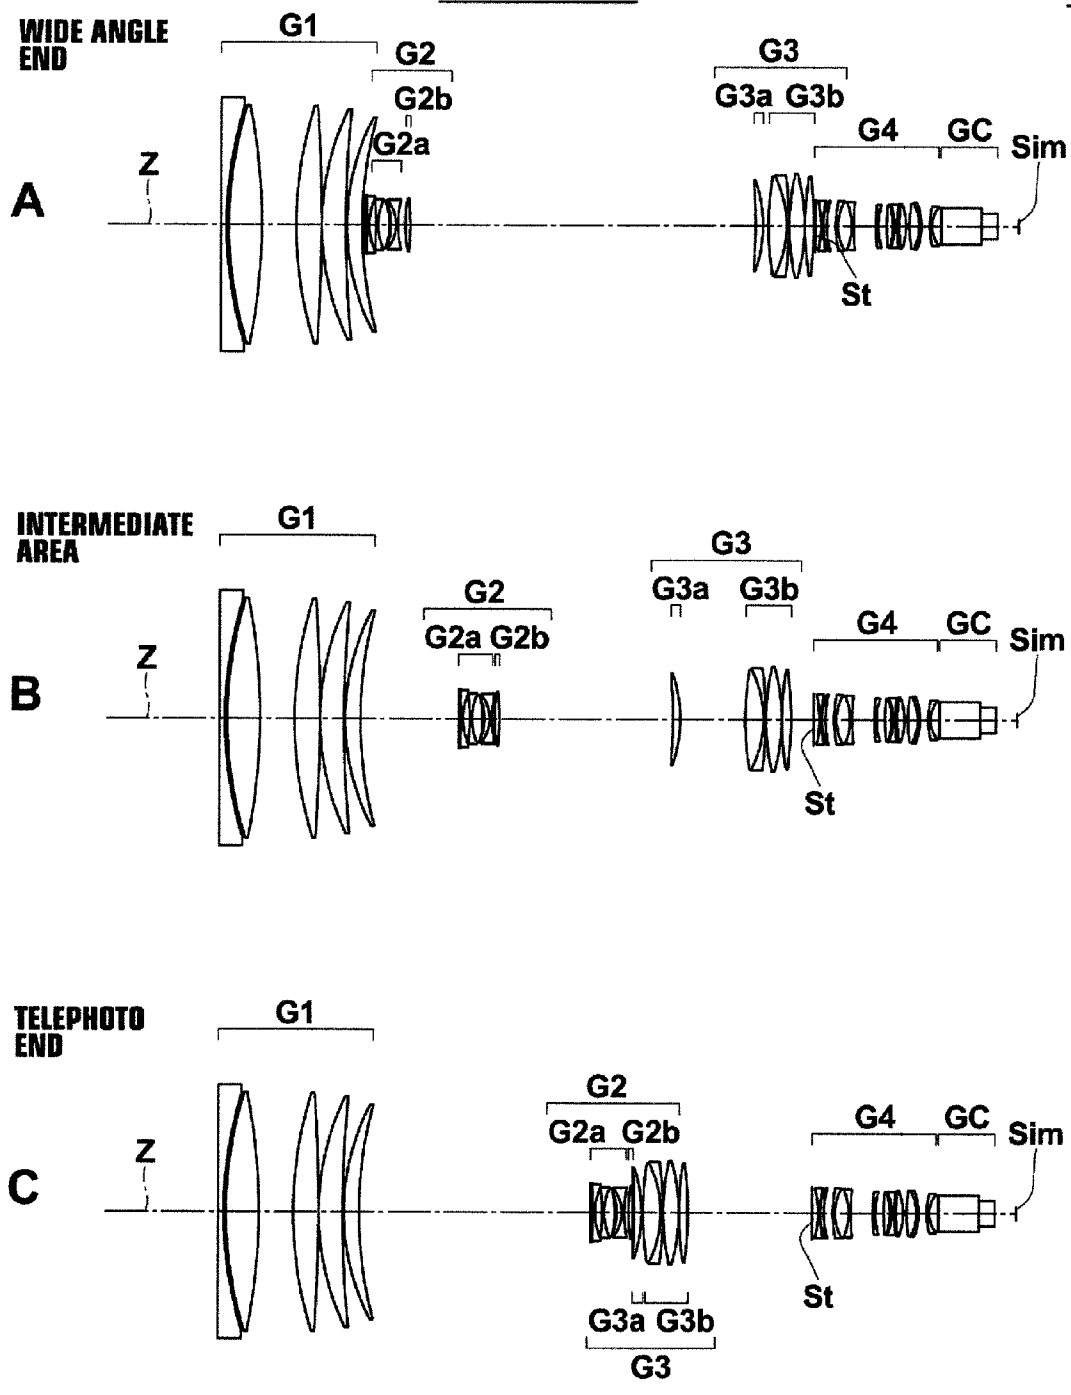 WIDE ANGLE
END
G1
G2
G2b
G2a
G3
G3a G3b
G4 GC
Sim
Z
A
St
INTERMEDIATE
AREA
G1
G2
G2a G2b
G3
G3a G3b
G4 GC
Sim
Z
B
St
TELEPHOTO
END
G1
G2
G2a G2b
G4 GC
Sim
Z
C
St
G3a G3b
G3